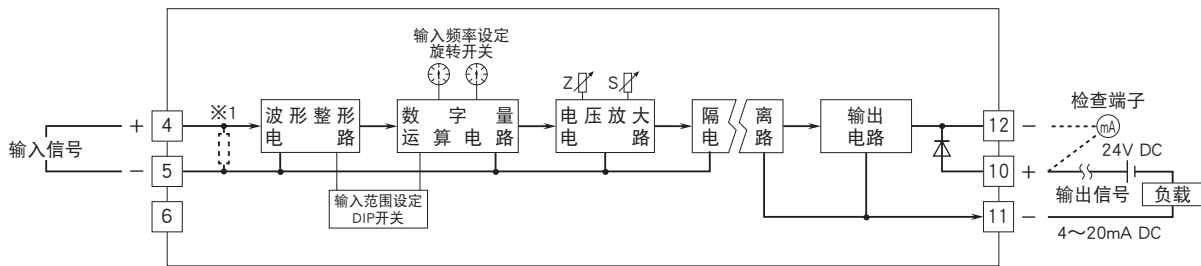 输入频率设定
旋转开关
※1
Z
S
波形整形
电路
数字量
运算电路
电压放大
电路
隔离
电路
输出
电路
检查端子
mA
+ 4
12 −
输入信号
24V DC
− 5
10 +
输入范围设定
DIP开关
输出信号
负载
6
11 −
4～20mA DC